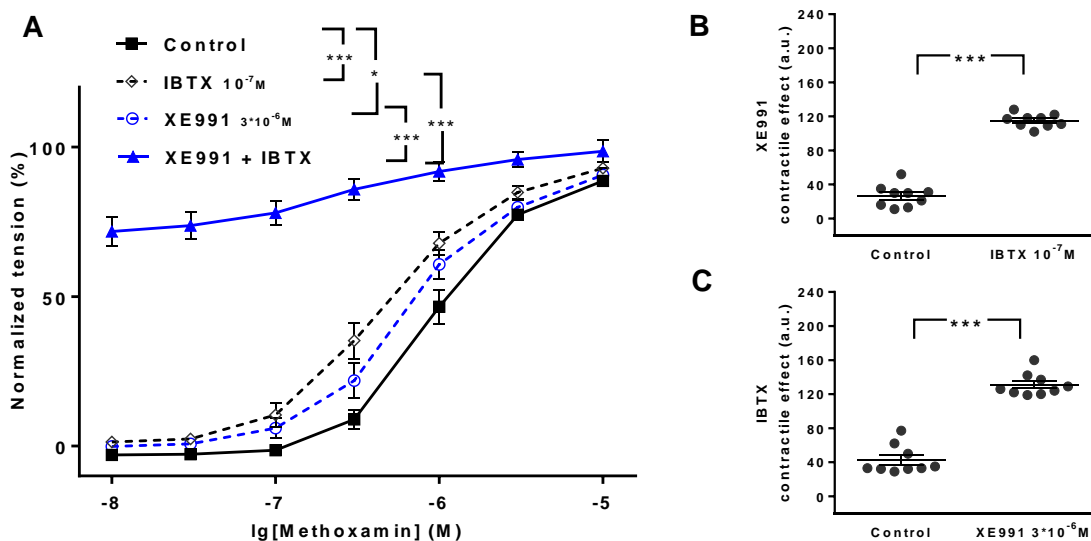 A
Control
IBTX 10⁻⁷M
XE991 3*10⁻⁶M
XE991 + IBTX
***
*
***
***
Normalized tension (%)
100
50
0
-8
-7
-6
-5
lg[Methoxamin] (M)
B
XE991
contractile effect (a.u.)
240
200
160
120
80
40
0
***
Control
IBTX 10⁻⁷M
C
IBTX
contractile effect (a.u.)
240
200
160
120
80
40
0
***
Control
XE991 3*10⁻⁶M